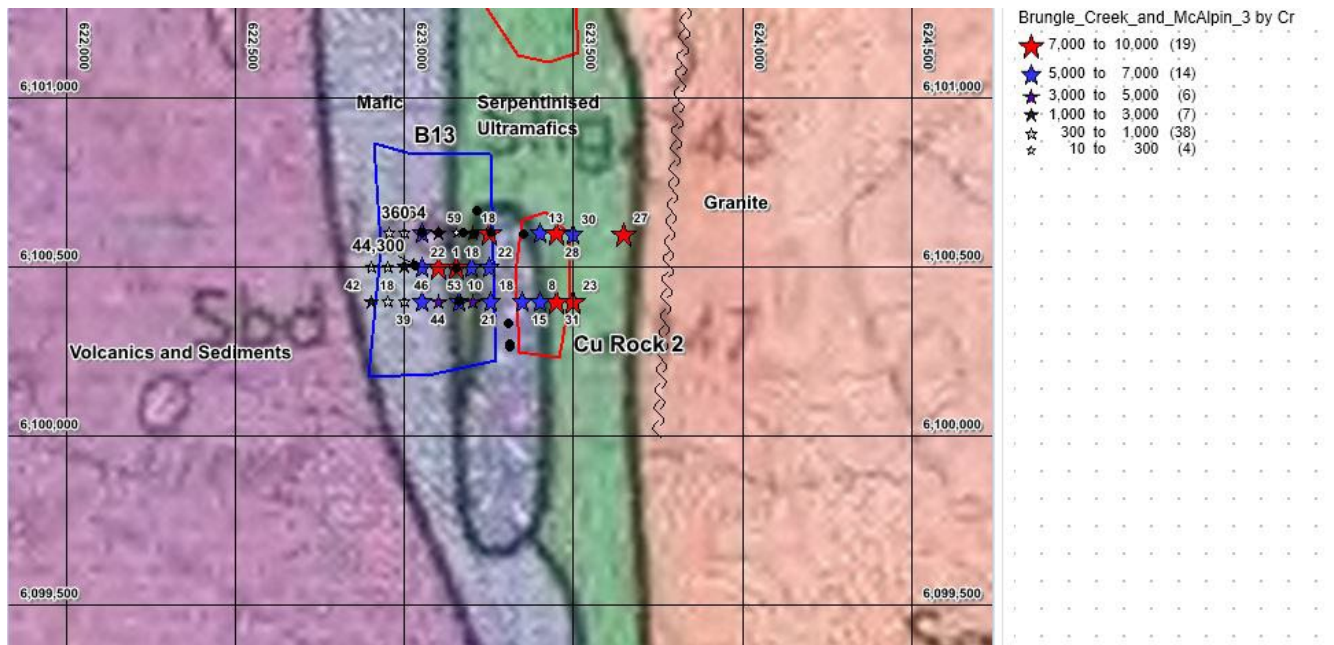 622,000
622,500
623,000
623,500
624,000
624,500
6,101,000
6,101,000
Mafic
Serpentinised
Ultramafics
B13
45
Granite
36064
59
18
13
30
27
44,300
22
1
18
22
28
6,100,500
6,100,500
42
18
46
53
10
18
8
23
39
44
21
15
31
Sbd
47
Volcanics and Sediments
Cu Rock 2
6,100,000
6,100,000
6,099,500
6,099,500
Brungle_Creek_and_McAlpin_3 by Cr
7,000 to 10,000 (19)
5,000 to 7,000 (14)
3,000 to 5,000 (6)
1,000 to 3,000 (7)
300 to 1,000 (38)
10 to 300 (4)